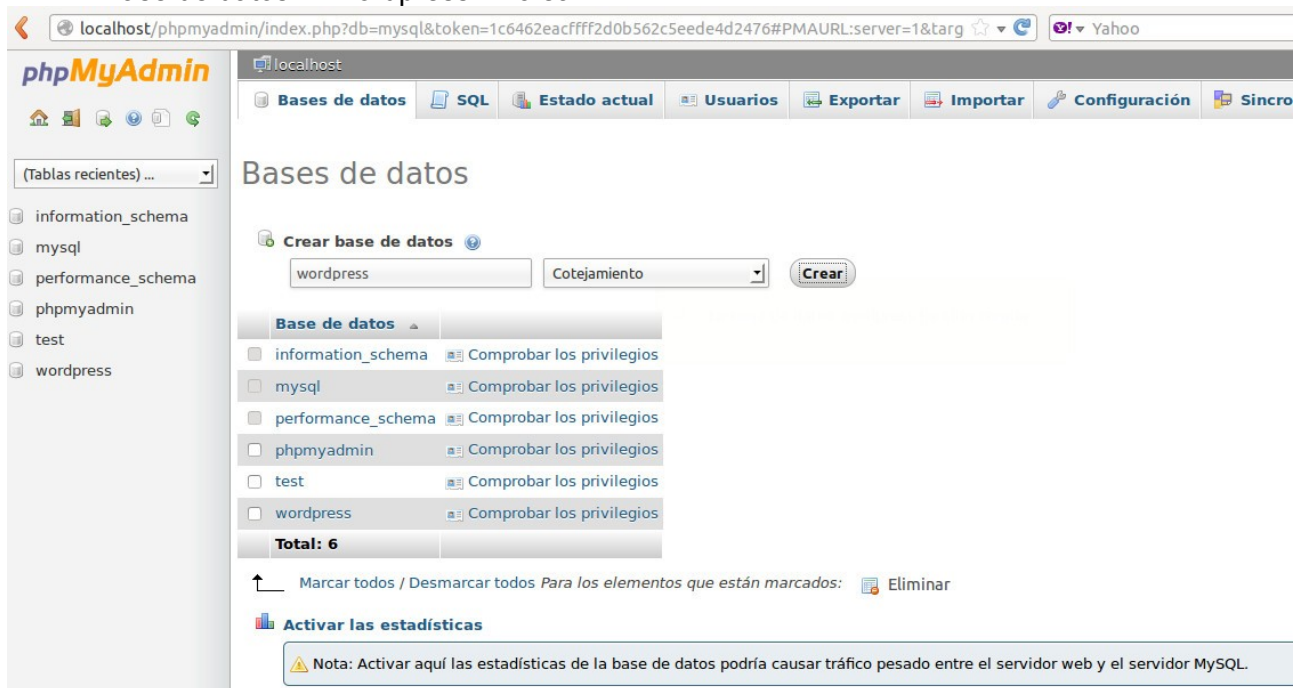 localhost/phpmyadmin/index.php?db=mysql&token=1c6462eacffff2d0b562c5eede4d2476#PMAURL:server=1&targ Yahoo
phpMyAdmin
(Tablas recientes) ...
information_schema
mysql
performance_schema
phpmyadmin
test
wordpress
localhost
Bases de datos SQL Estado actual Usuarios Exportar Importar Configuración Sincro
Bases de datos
Crear base de datos
wordpress Cotejamiento Crear
Base de datos
information_schema Comprobar los privilegios
mysql Comprobar los privilegios
performance_schema Comprobar los privilegios
phpmyadmin Comprobar los privilegios
test Comprobar los privilegios
wordpress Comprobar los privilegios
Total: 6
Marcar todos / Desmarcar todos Para los elementos que están marcados: Eliminar
Activar las estadísticas
Nota: Activar aquí las estadísticas de la base de datos podría causar tráfico pesado entre el servidor web y el servidor MySQL.